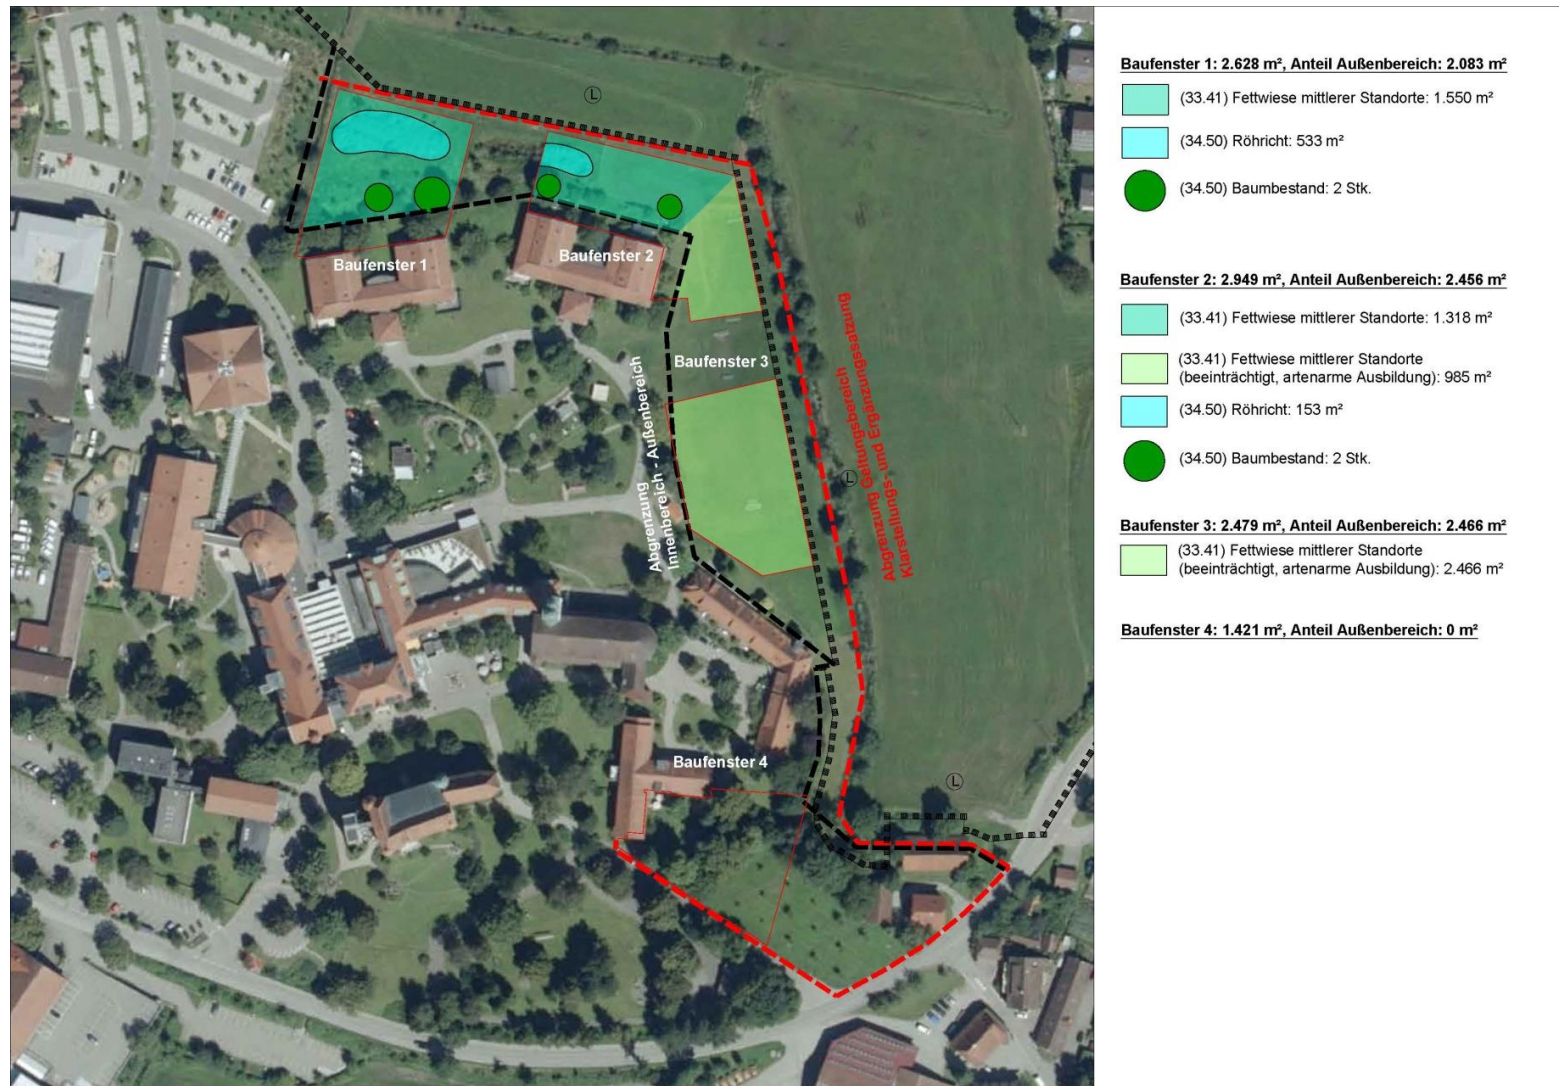 Baufenster 1: 2.628 m², Anteil Außenbereich: 2.083 m²
(33.41) Fettwiese mittlerer Standorte: 1.550 m²
(34.50) Röhricht: 533 m²
(34.50) Baumbestand: 2 Stk.
Baufenster 2: 2.949 m², Anteil Außenbereich: 2.456 m²
(33.41) Fettwiese mittlerer Standorte: 1.318 m²
(33.41) Fettwiese mittlerer Standorte
(beeinträchtigt, artenarme Ausbildung): 985 m²
(34.50) Röhricht: 153 m²
(34.50) Baumbestand: 2 Stk.
Baufenster 3: 2.479 m², Anteil Außenbereich: 2.466 m²
(33.41) Fettwiese mittlerer Standorte
(beeinträchtigt, artenarme Ausbildung): 2.466 m²
Baufenster 4: 1.421 m², Anteil Außenbereich: 0 m²
L
Baufenster 1
Baufenster 2
Baufenster 3
Abgrenzung
Innenbereich - Außenbereich
Abgrenzung Geltungsbereich
Klarstellungs- und Ergänzungssatzung
L
Baufenster 4
L